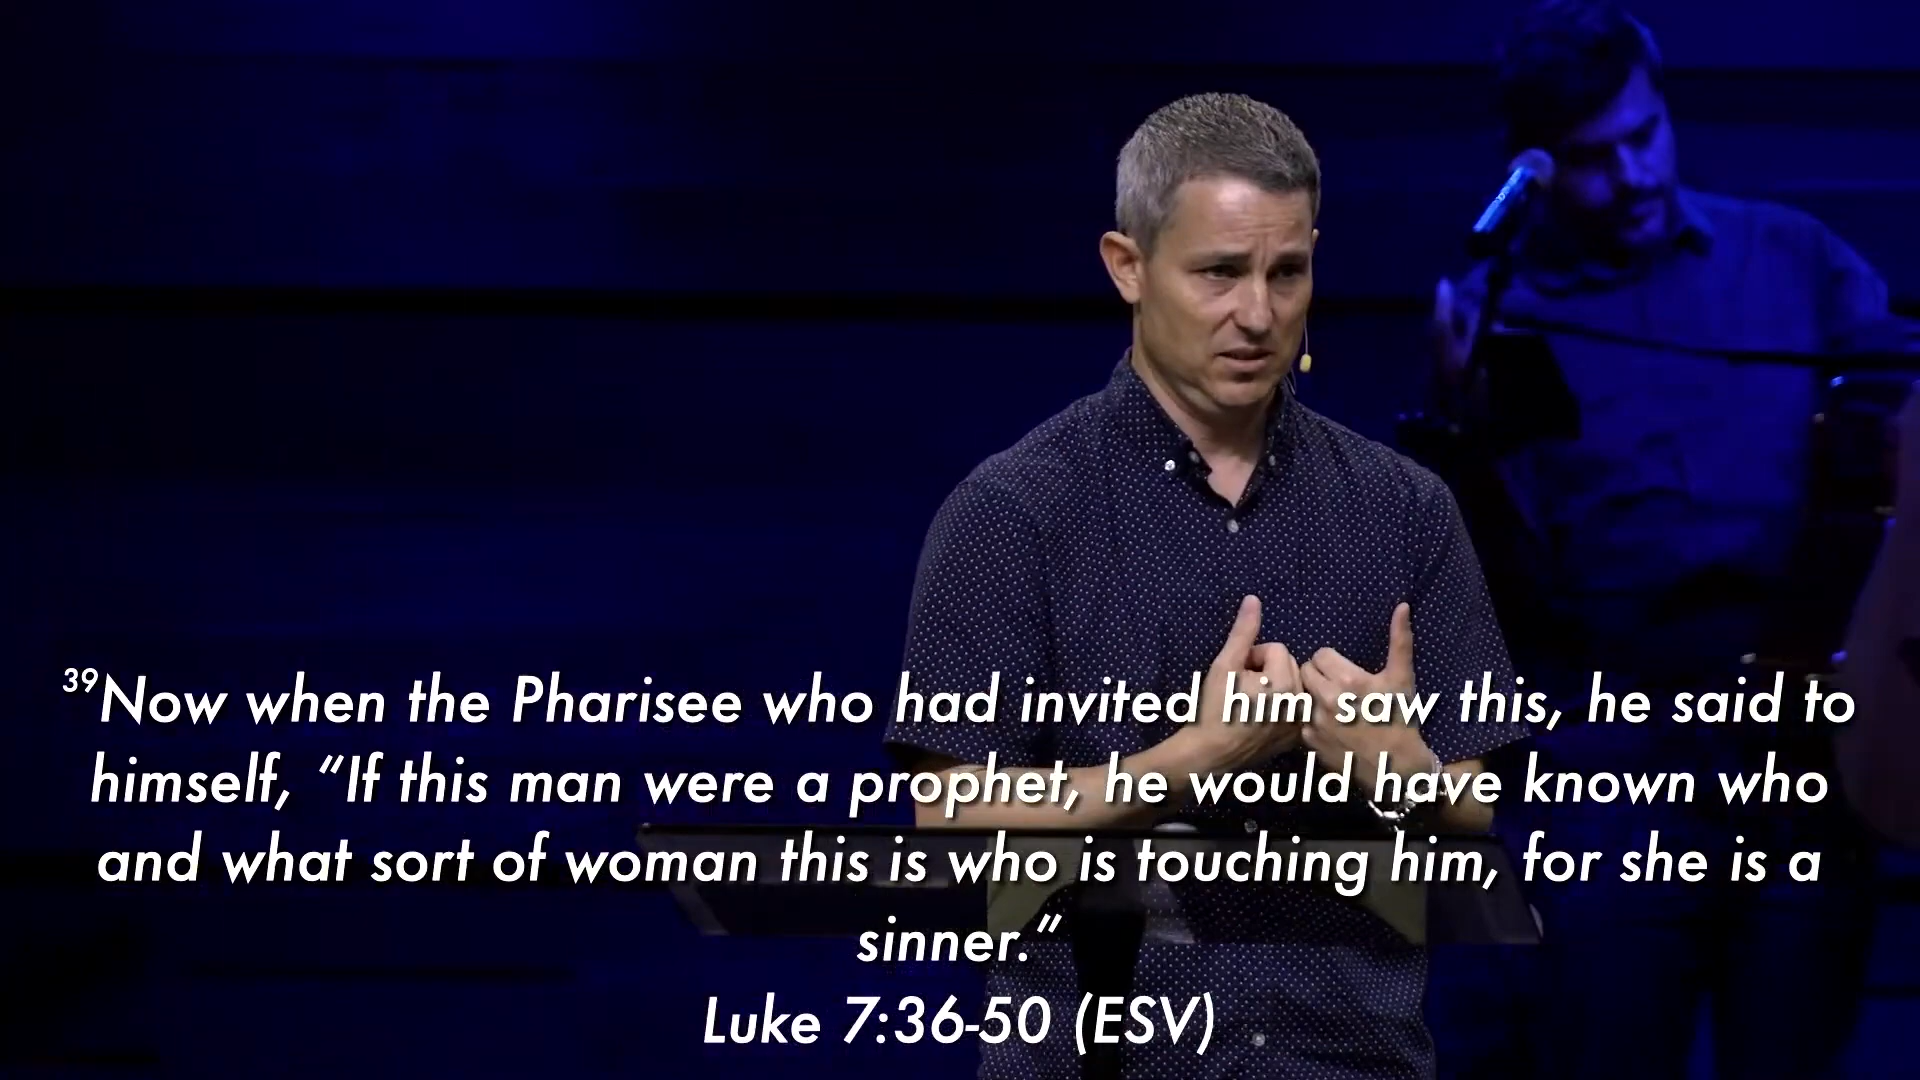 ³⁹Now when the Pharisee who had invited him saw this, he said to
himself, “If this man were a prophet, he would have known who
and what sort of woman this is who is touching him, for she is a
sinner.”
Luke 7:36-50 (ESV)